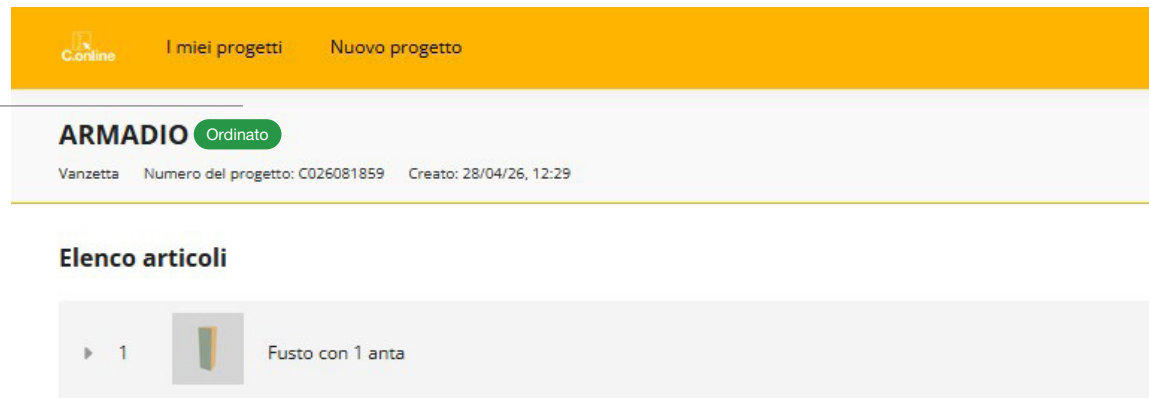 C.online I miei progetti Nuovo progetto
ARMADIO Ordinato
Vanzetta Numero del progetto: C026081859 Creato: 28/04/26, 12:29
Elenco articoli
1 Fusto con 1 anta